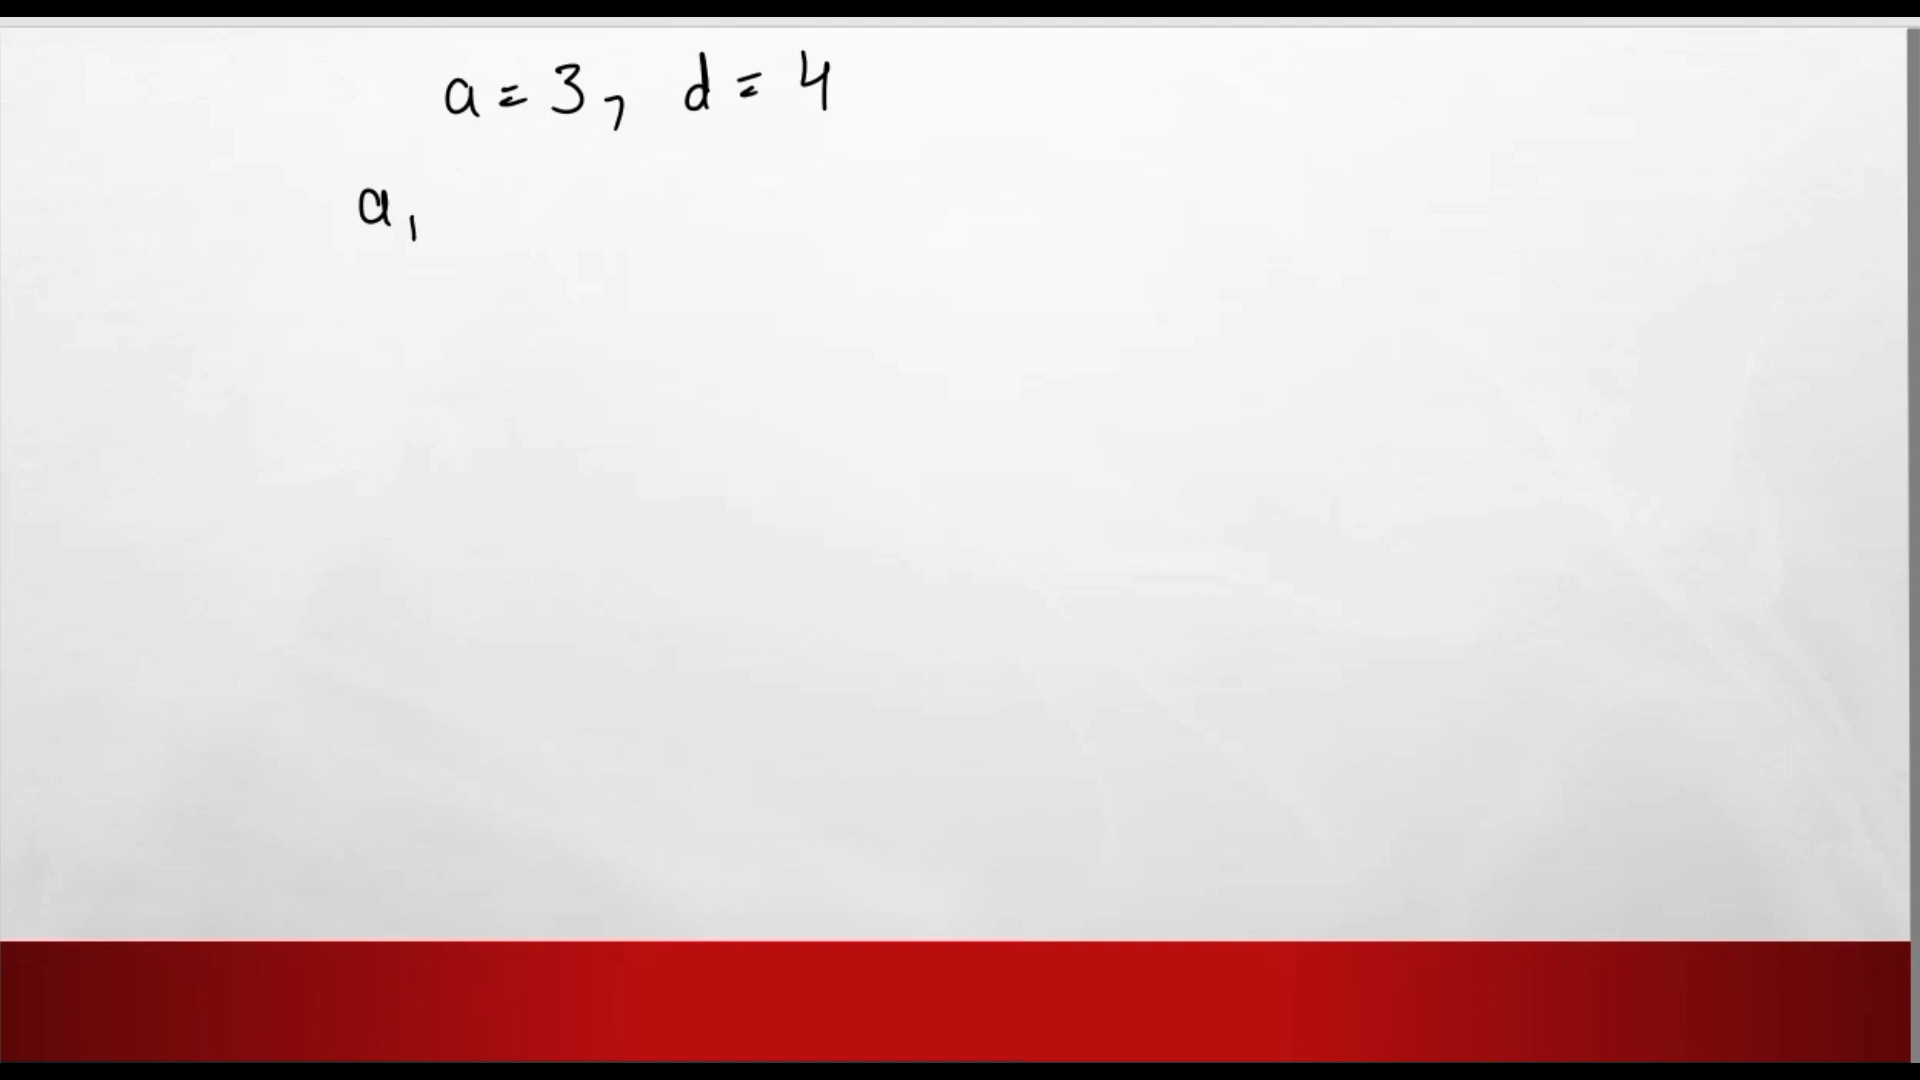 a = 3, d = 4
a₁